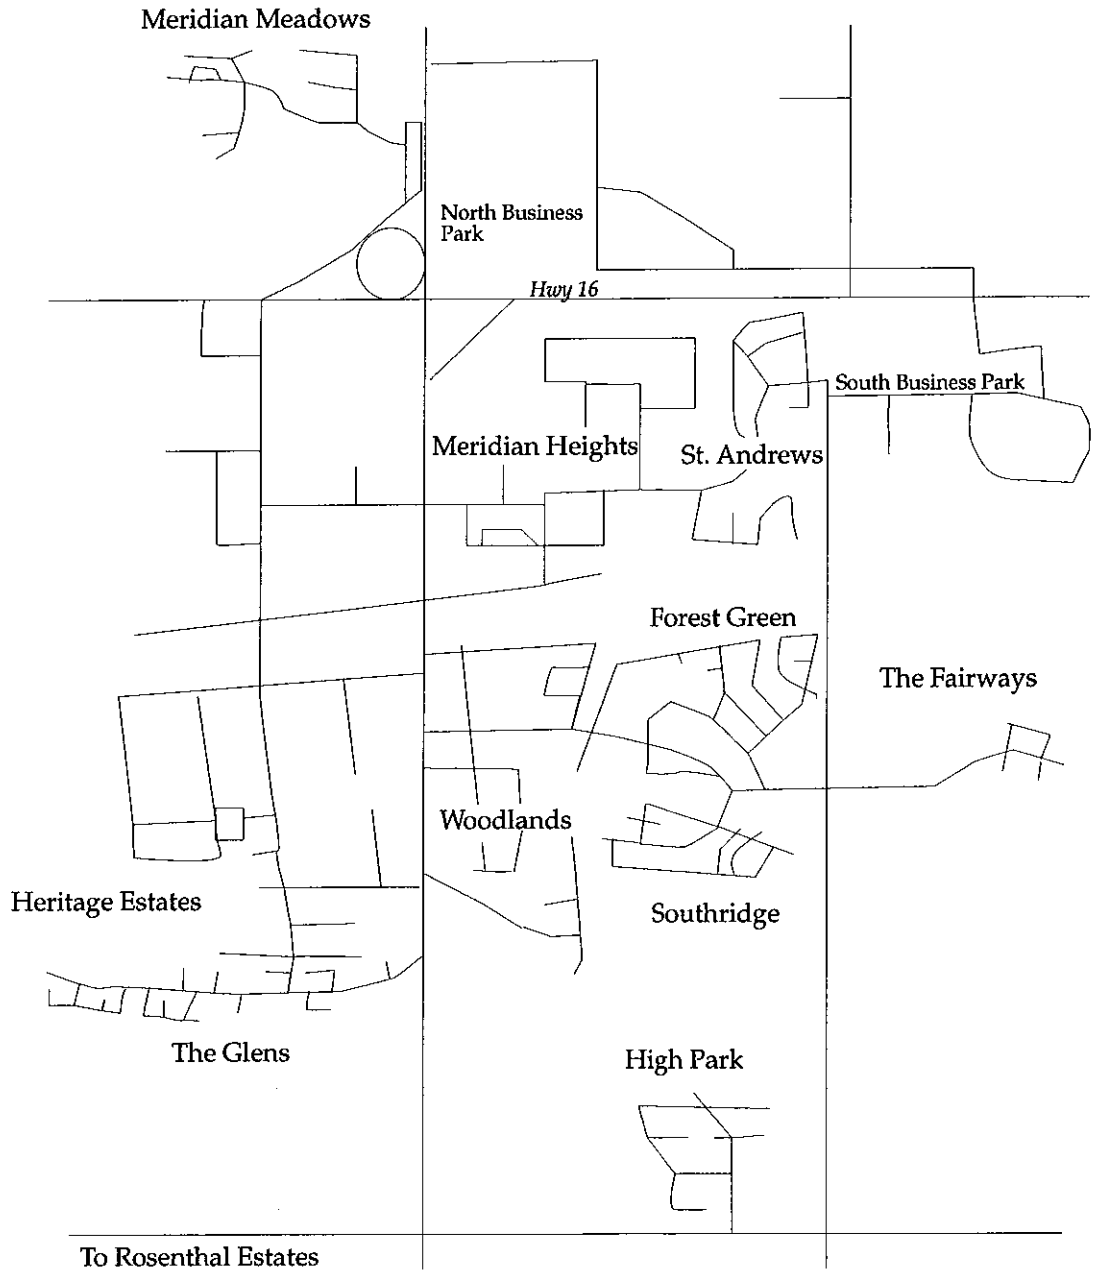 Meridian Meadows
North Business
Park
Hwy 16
South Business Park
Meridian Heights
St. Andrews
Forest Green
The Fairways
Woodlands
Heritage Estates
Southridge
The Glens
High Park
To Rosenthal Estates